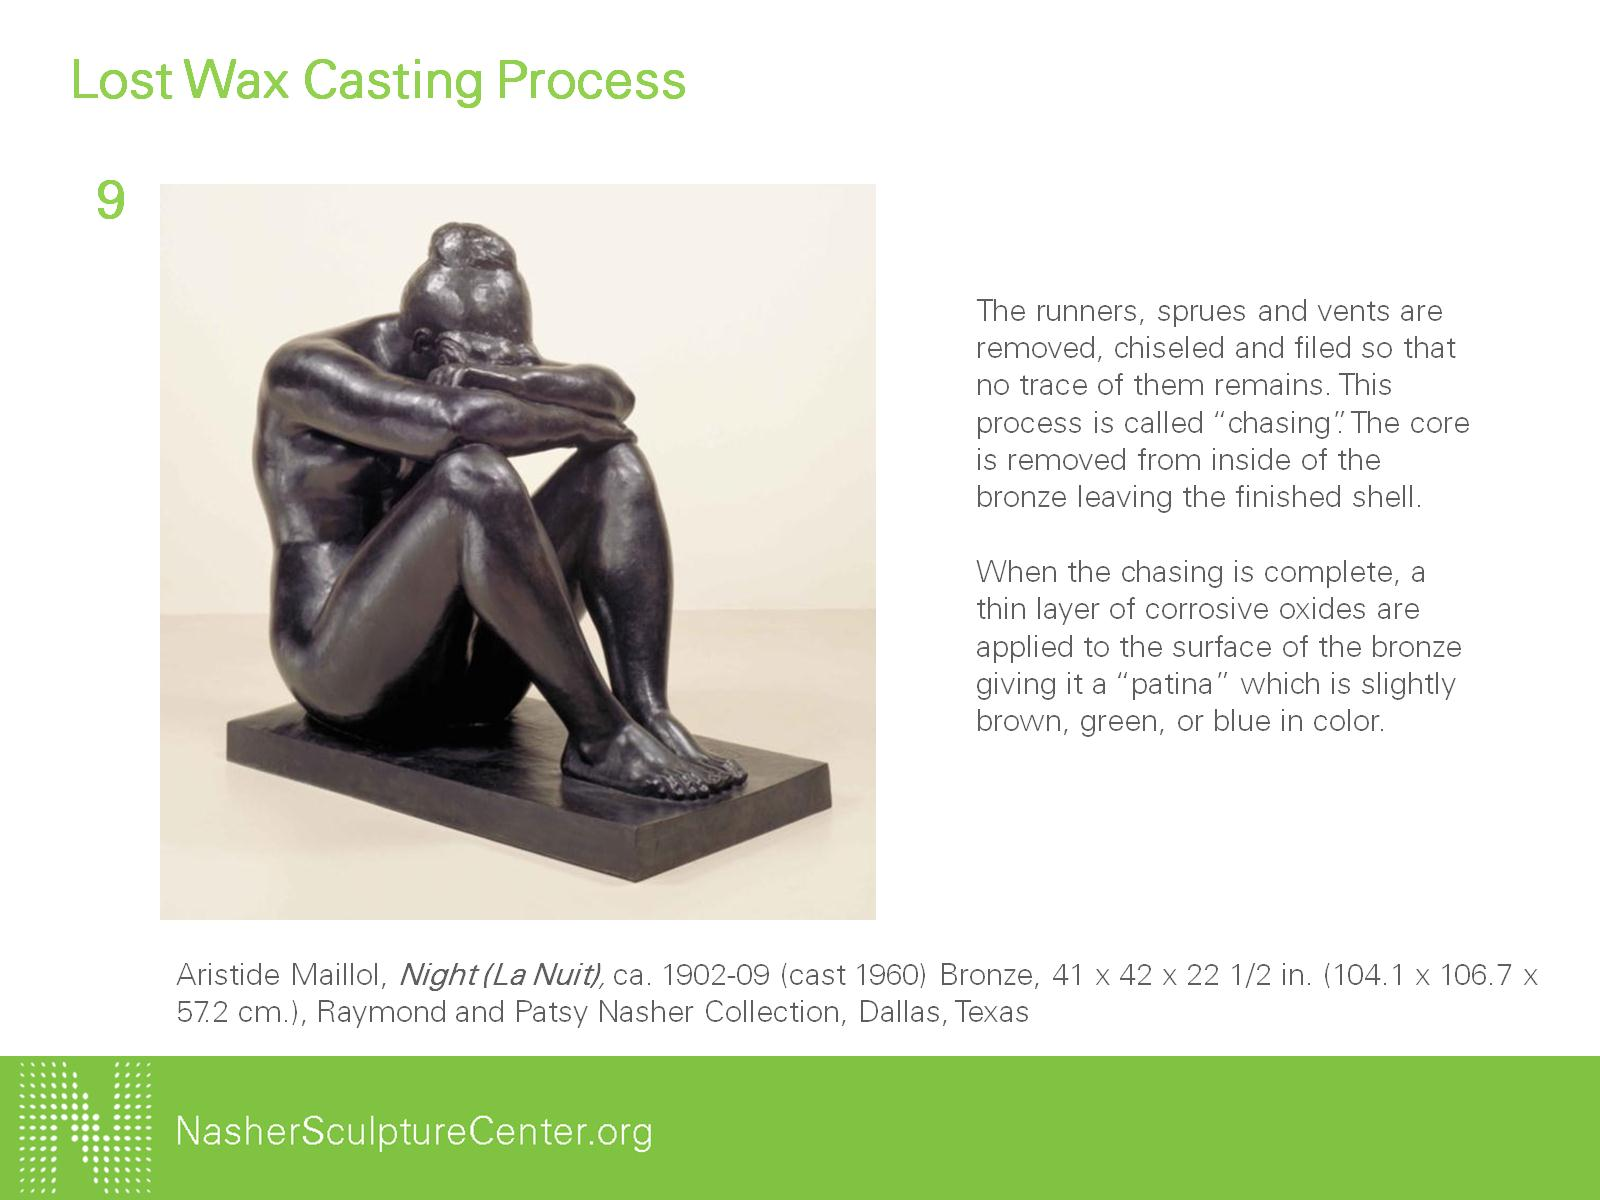 Lost Wax Casting Process
9
The runners, sprues and vents are
removed, chiseled and filed so that
no trace of them remains. This
process is called “chasing”. The core
is removed from inside of the
bronze leaving the finished shell.
When the chasing is complete, a
thin layer of corrosive oxides are
applied to the surface of the bronze
giving it a “patina” which is slightly
brown, green, or blue in color.
Aristide Maillol, Night (La Nuit), ca. 1902-09 (cast 1960) Bronze, 41 x 42 x 22 1/2 in. (104.1 x 106.7 x
57.2 cm.), Raymond and Patsy Nasher Collection, Dallas, Texas
NasherSculptureCenter.org